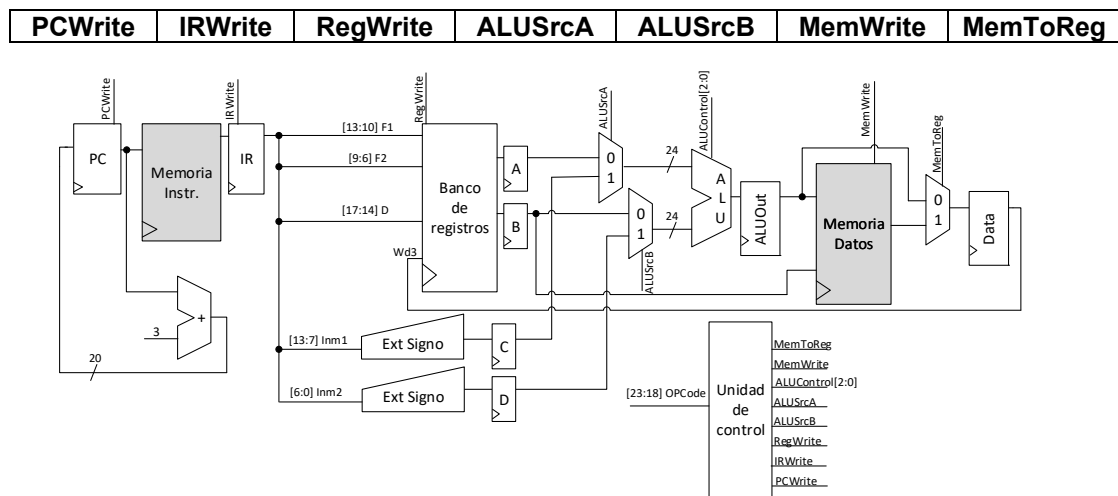 PCWrite IRWrite RegWrite ALUSrcA ALUSrcB MemWrite MemToReg
PCWrite
IRWrite
RegWrite
ALUSrcA
ALUControl[2:0]
MemWrite
MemToReg
PC
Memoria
Instr.
IR
[13:10] F1
[9:6] F2
[17:14] D
Wd3
Banco
de
registros
A
B
0
1
0
1
24
24
ALUSrcB
A
L
U
ALUOut
Memoria
Datos
0
1
Data
3
+
20
[13:7] Inm1
Ext Signo
C
[6:0] Inm2
Ext Signo
D
[23:18] OPCode
Unidad
de
control
MemToReg
MemWrite
ALUControl[2:0]
ALUSrcA
ALUSrcB
RegWrite
IRWrite
PCWrite